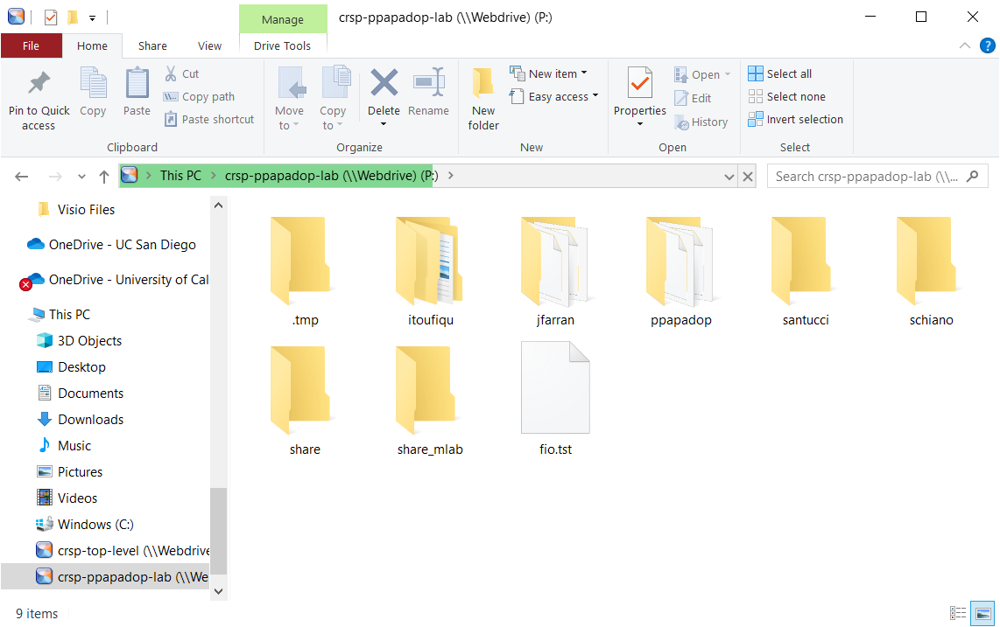 Manage
crsp-ppapadop-lab (\\Webdrive) (P:)
File
Home
Share
View
Drive Tools
?
Pin to Quick access
Copy
Paste
Cut
Copy path
Paste shortcut
Clipboard
Move to
Copy to
Delete
Rename
Organize
New folder
New item
Easy access
New
Properties
Open
Edit
History
Open
Select all
Select none
Invert selection
Select
This PC
crsp-ppapadop-lab (\\Webdrive) (P:)
Search crsp-ppapadop-lab (\\...
Visio Files
OneDrive - UC San Diego
OneDrive - University of Cal
This PC
3D Objects
Desktop
Documents
Downloads
Music
Pictures
Videos
Windows (C:)
crsp-top-level (\\Webdrive
crsp-ppapadop-lab (\\We
.tmp
itoufiqu
jfarran
ppapadop
santucci
schiano
share
share_mlab
fio.tst
9 items